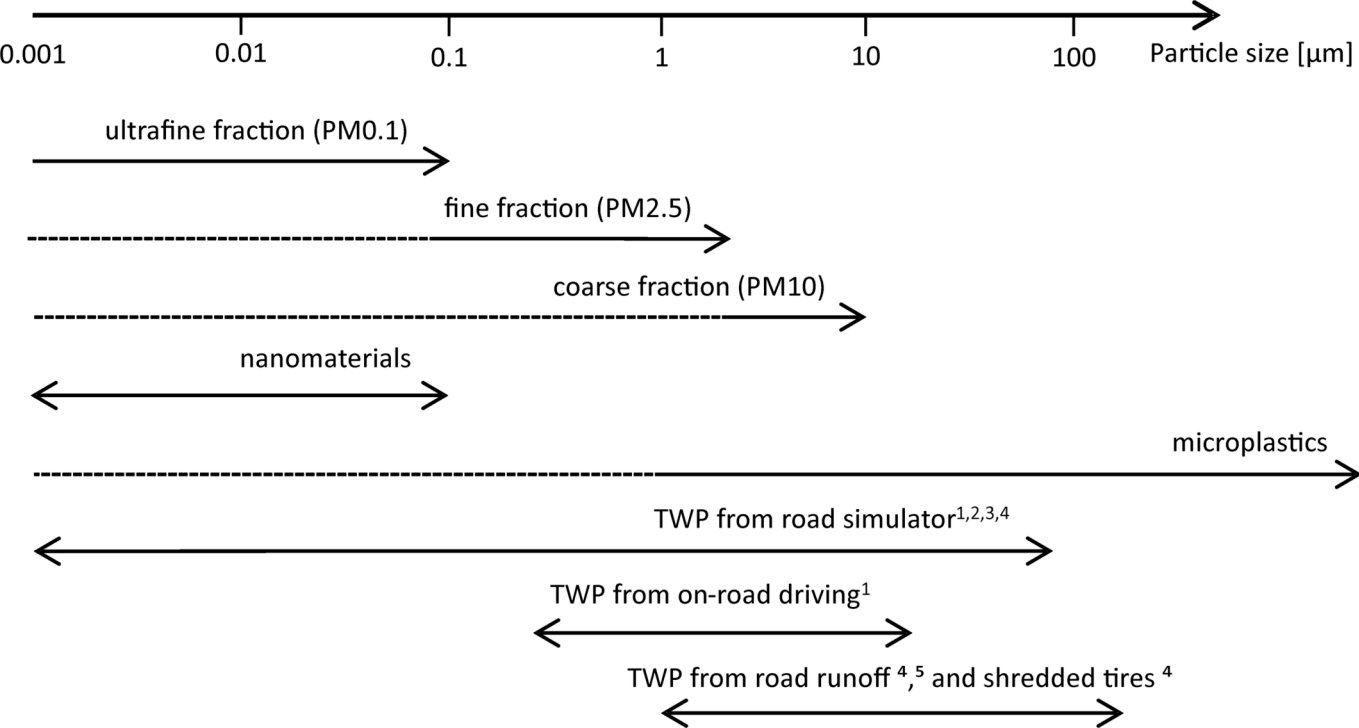 0.001 0.01 0.1 1 10 100 Particle size [µm]
ultrafine fraction (PM0.1)
fine fraction (PM2.5)
coarse fraction (PM10)
nanomaterials
microplastics
TWP from road simulator¹,²,³,⁴
TWP from on-road driving¹
TWP from road runoff ⁴,⁵ and shredded tires ⁴